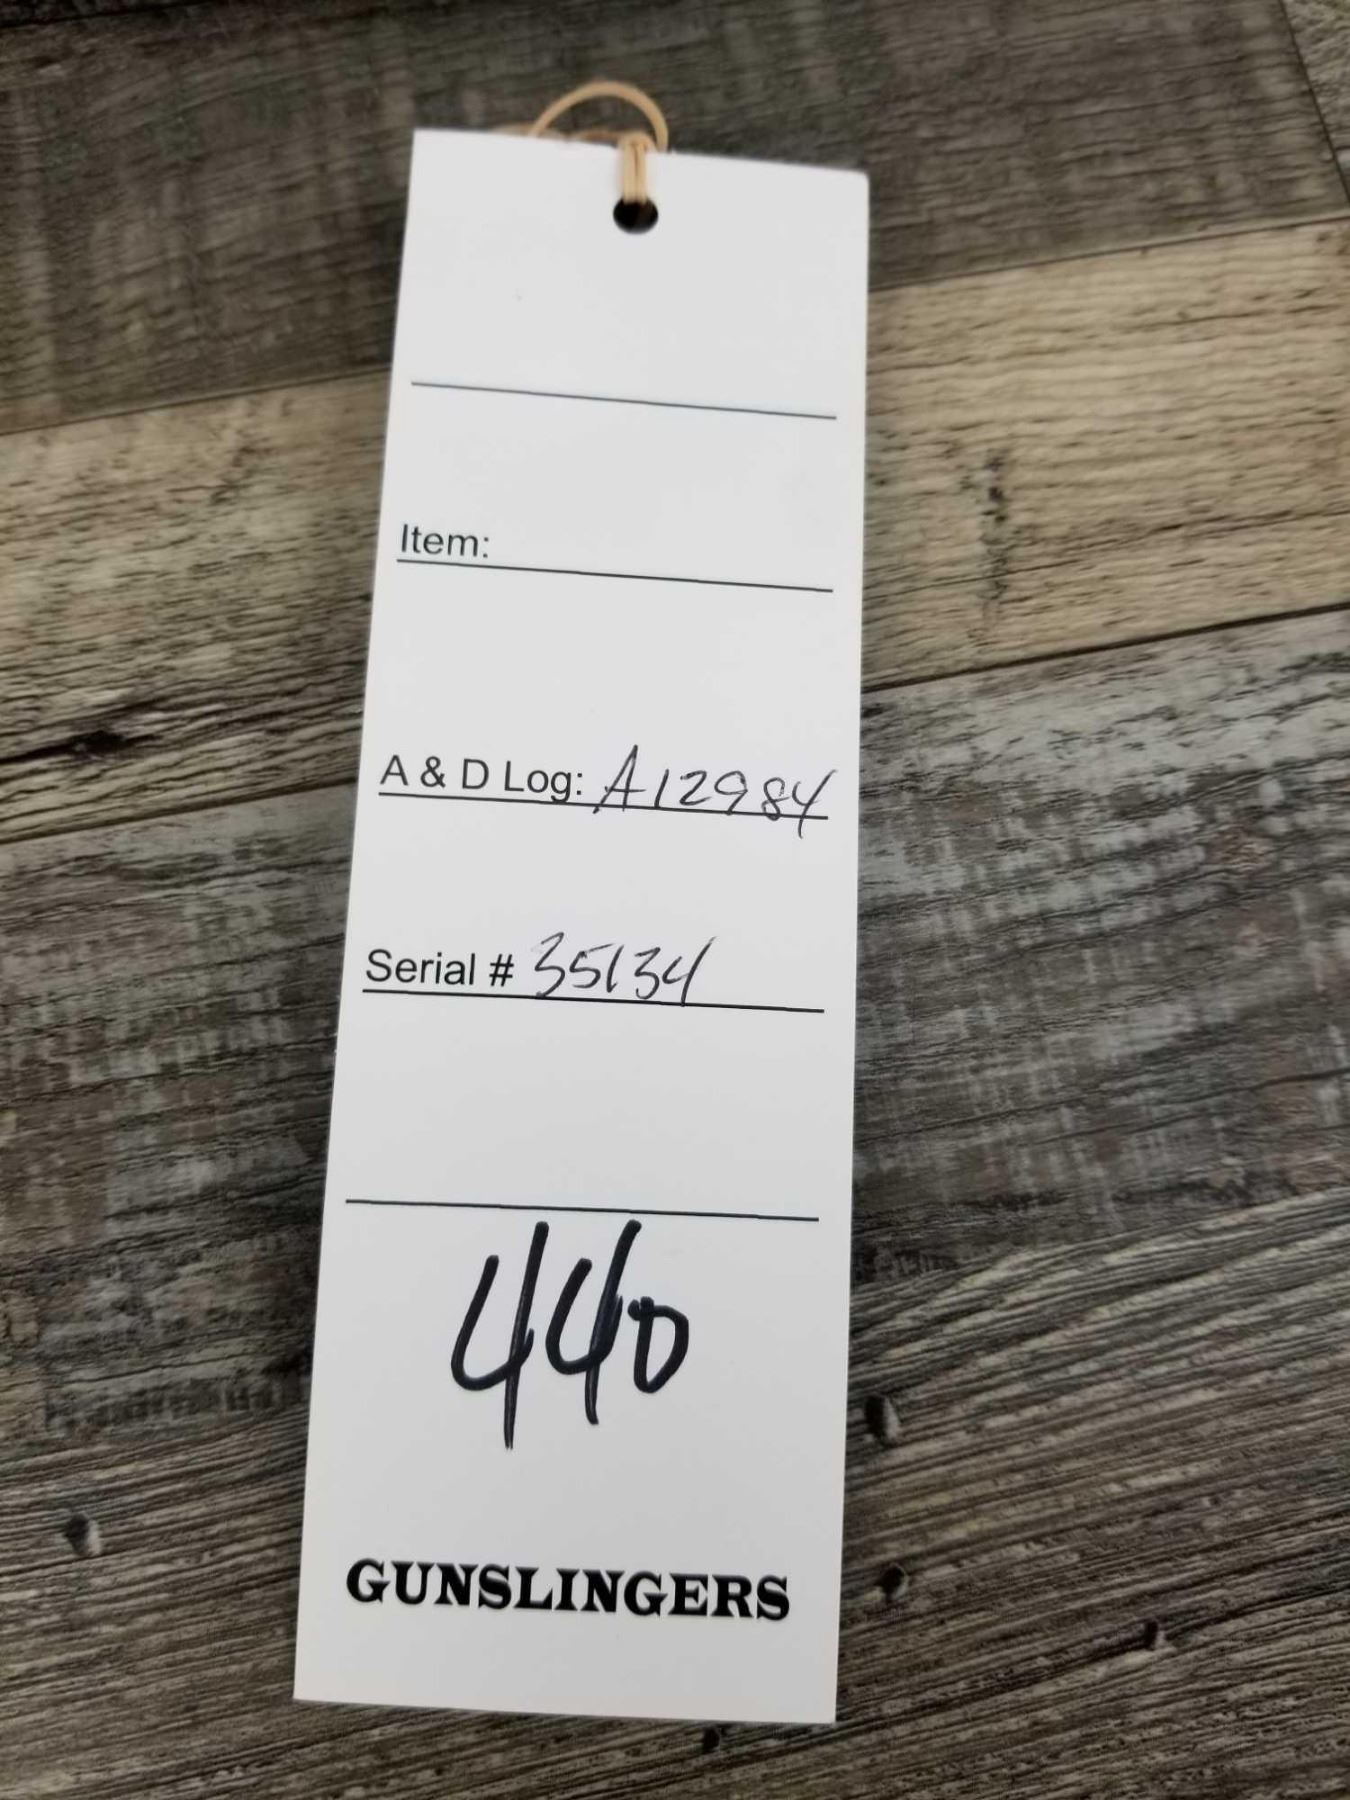 Item:
A & D Log: A12984
Serial # 35134
440
GUNSLINGERS